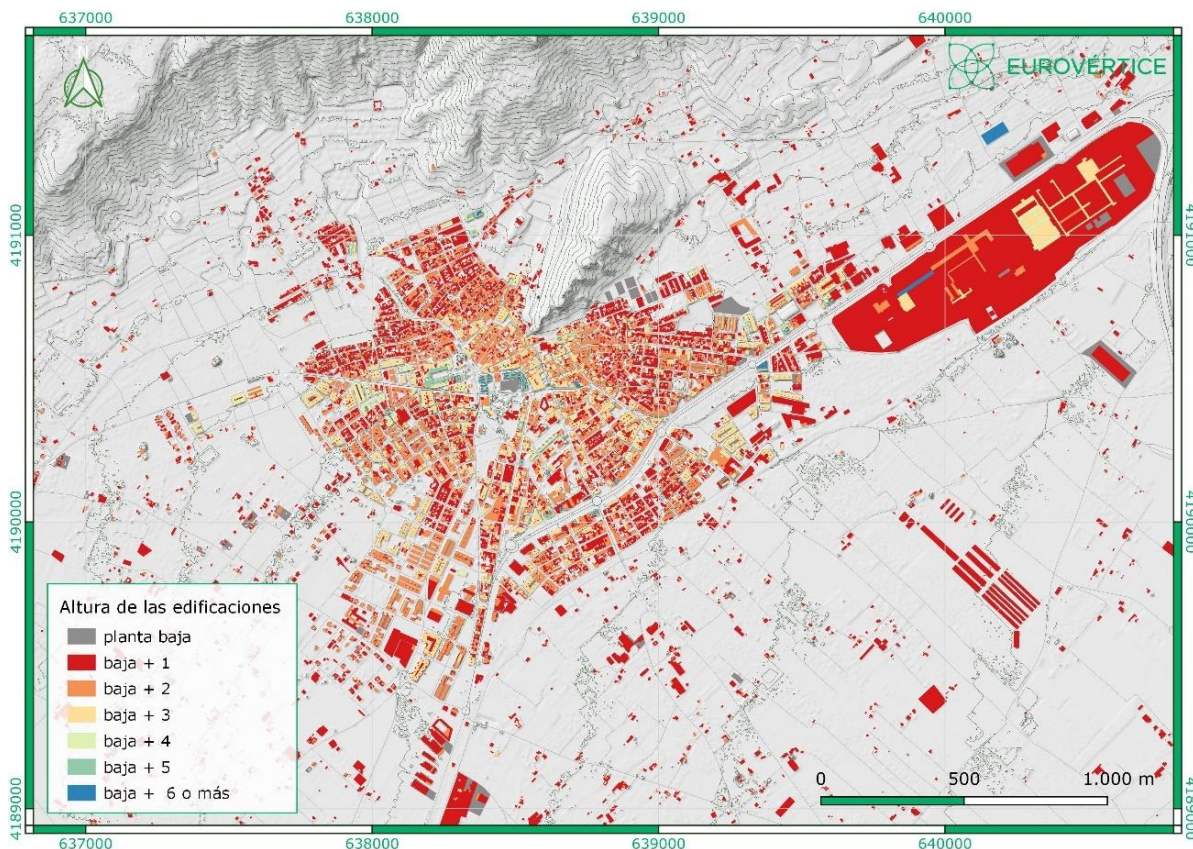 637000 638000 639000 640000
N
EUROVÉRTICE
4191000 4191000
4190000 4190000
Altura de las edificaciones
planta baja
baja + 1
baja + 2
baja + 3
baja + 4
baja + 5
baja + 6 o más
0 500 1.000 m
4189000 4189000
637000 638000 639000 640000